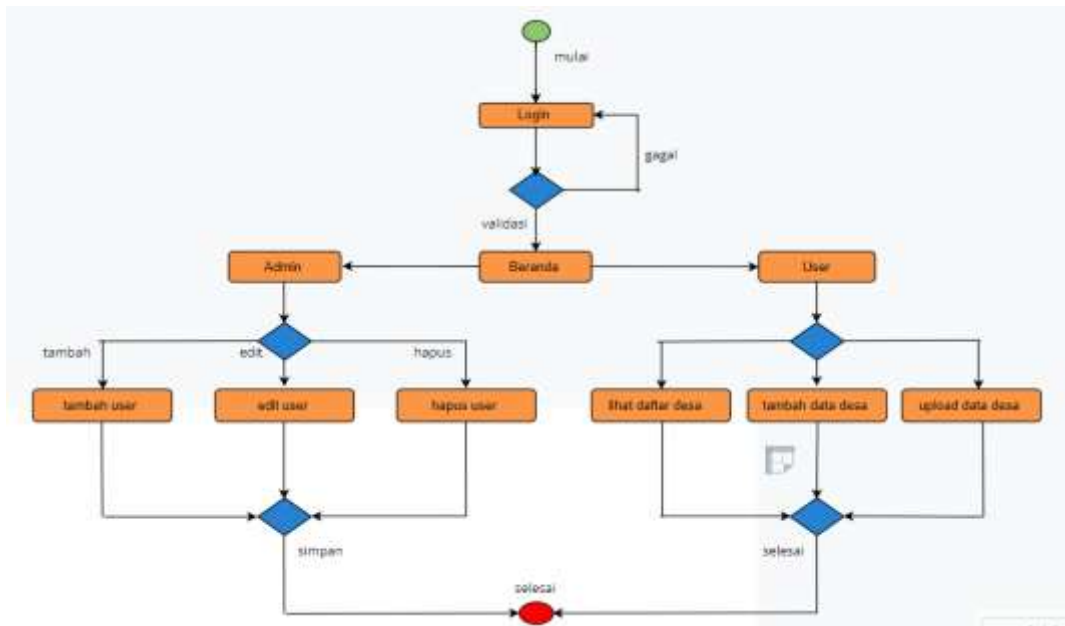 mulai
Login
gagal
validasi
Admin
Beranda
User
tambah
edit
hapus
tambah user
edit user
hapus user
lihat daftar desa
tambah data desa
upload data desa
simpan
selesai
selesai